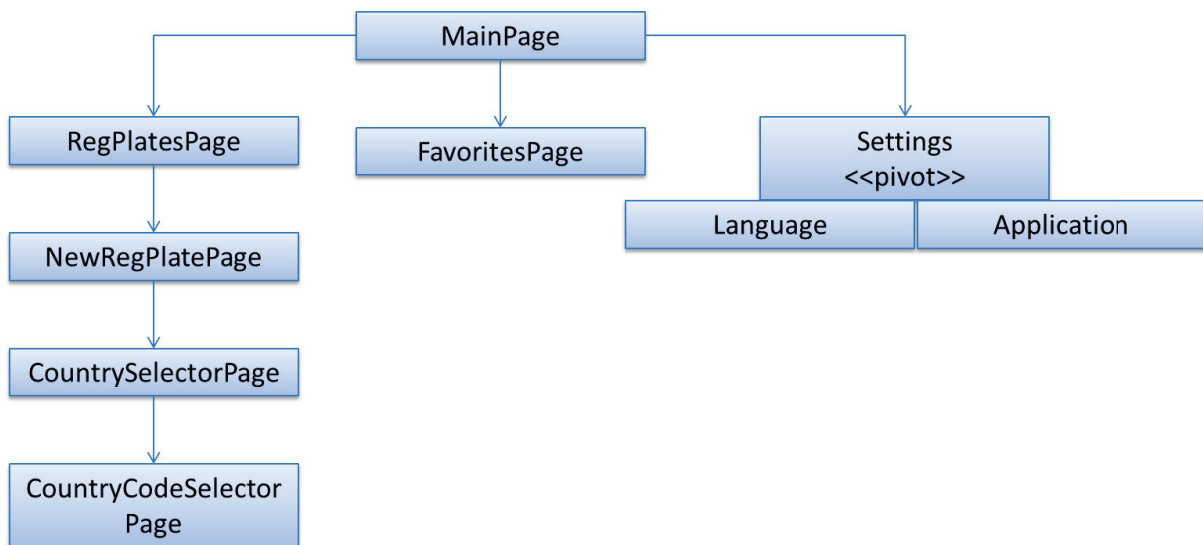 MainPage
RegPlatesPage
FavoritesPage
Settings
<<pivot>>
Language
Application
NewRegPlatePage
CountrySelectorPage
CountryCodeSelector
Page